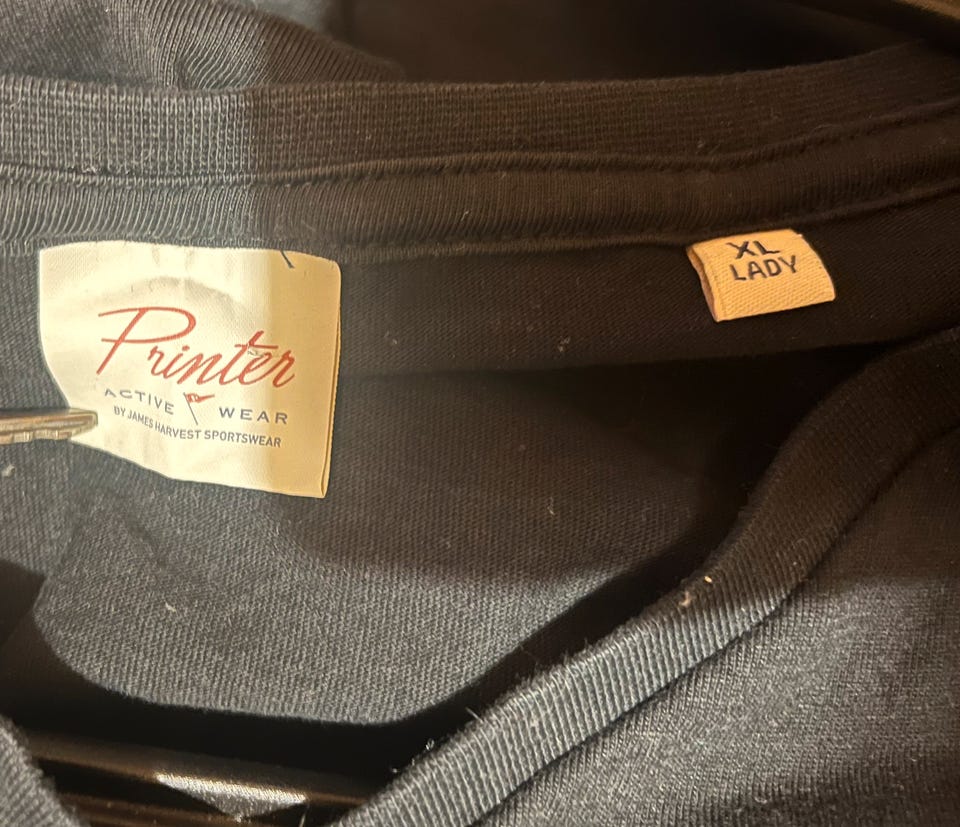 Printer
ACTIVE WEAR
BY JAMES HARVEST SPORTSWEAR
XL
LADY